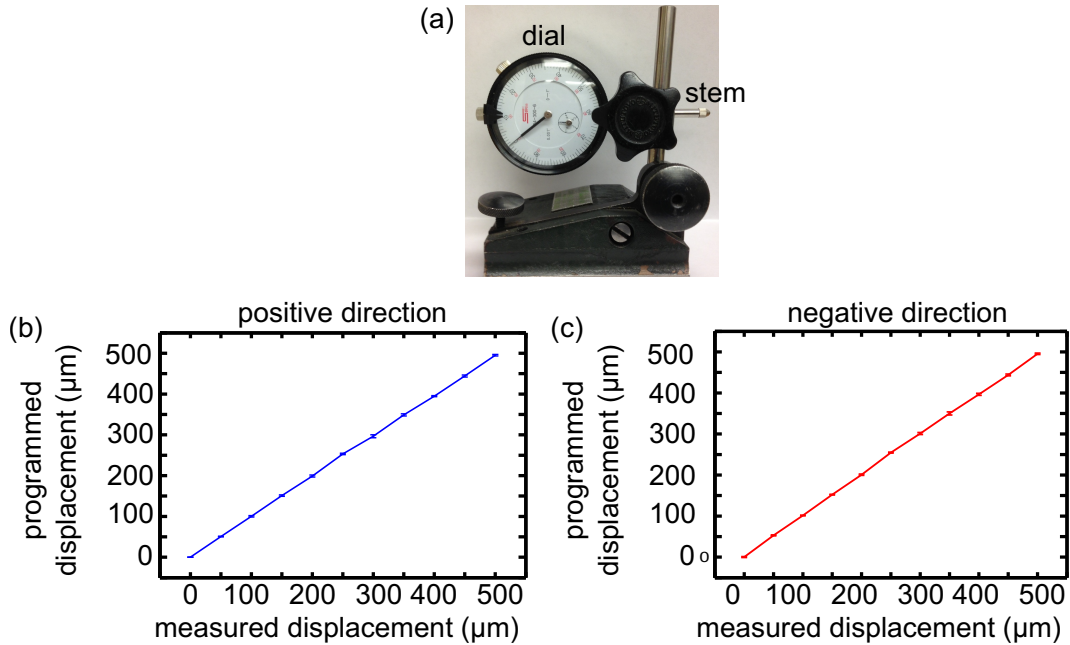 (a)
dial
stem
(b)
positive direction
programmed
displacement (µm)
500
400
300
200
100
0
0 100 200 300 400 500
measured displacement (µm)
(c)
negative direction
programmed
displacement (µm)
500
400
300
200
100
0 o
0 100 200 300 400 500
measured displacement (µm)